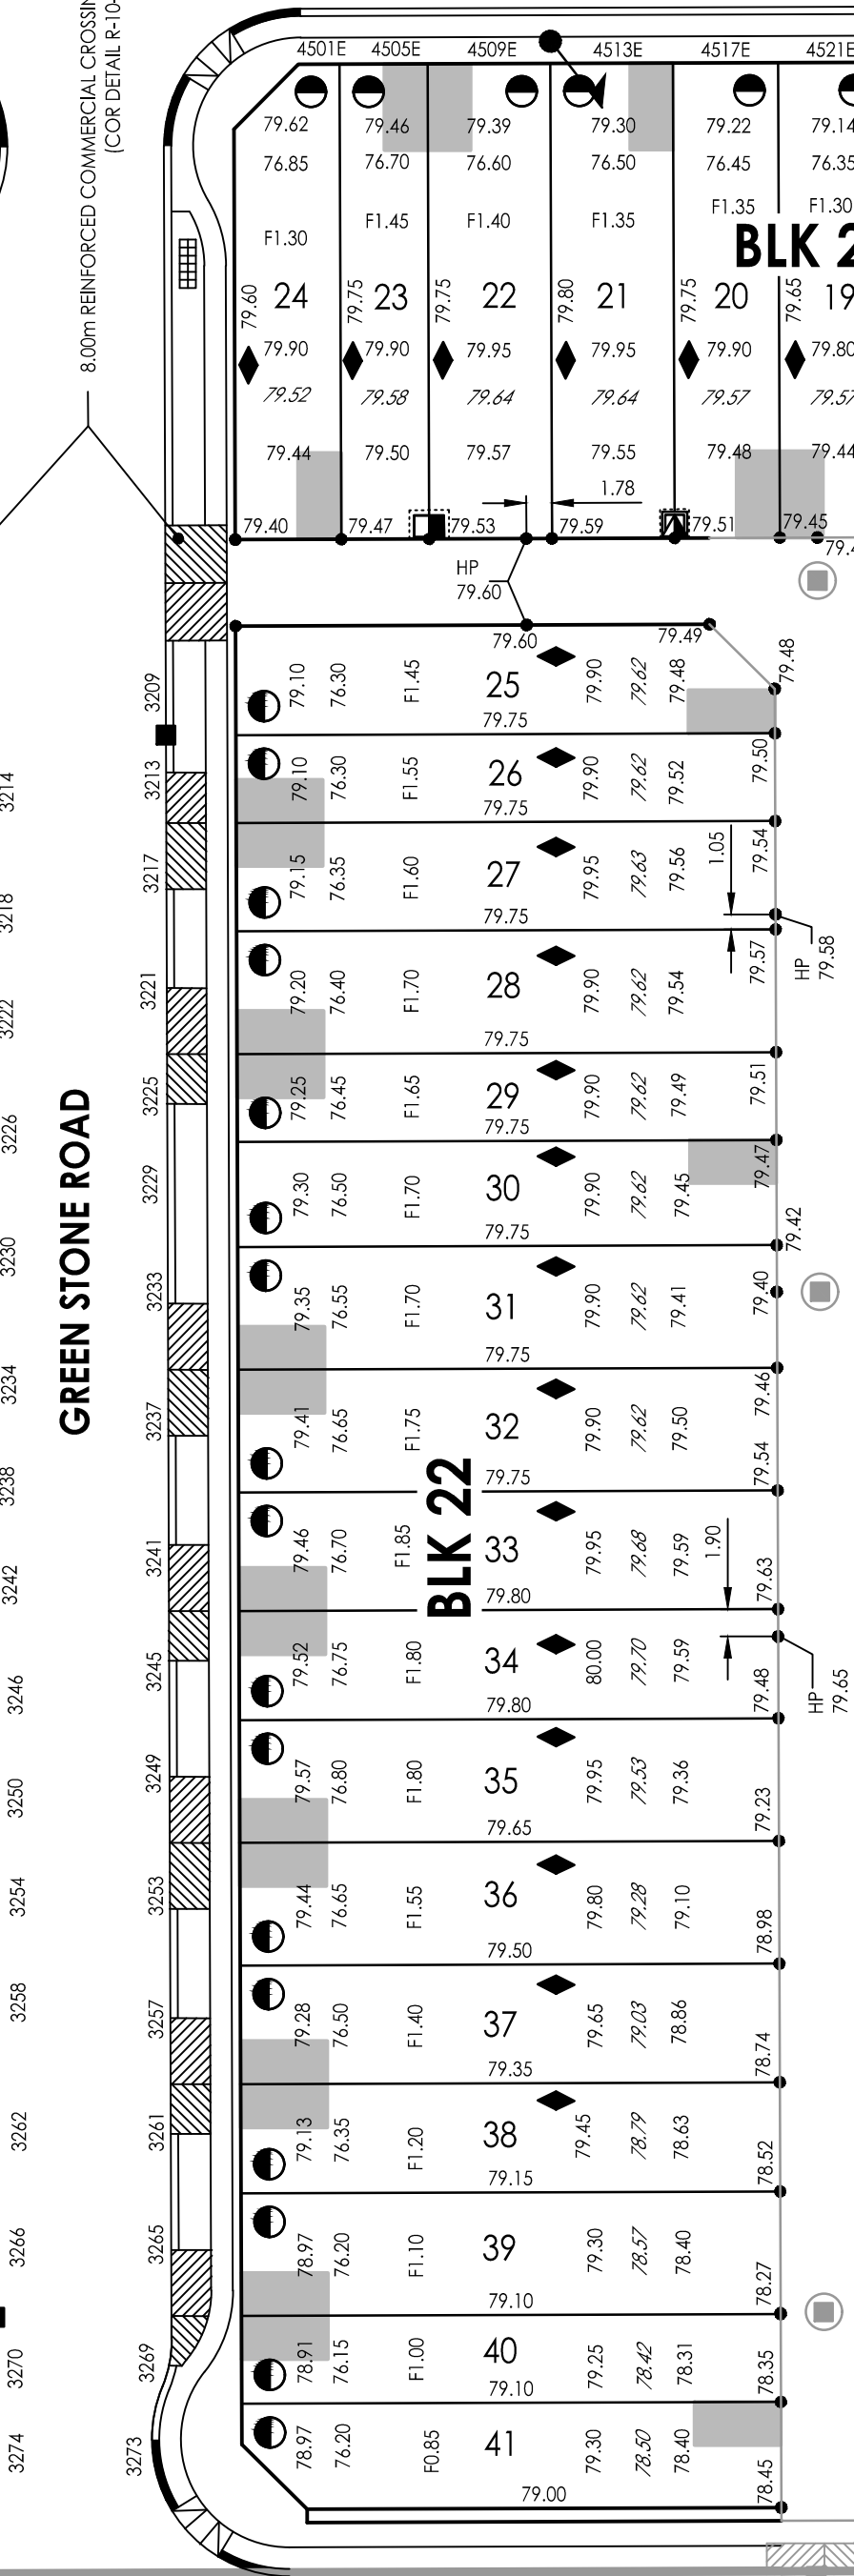 8.00m REINFORCED COMMERCIAL CROSSIN
(COR DETAIL R-10-
4501E 4505E 4509E 4513E 4517E 4521E
79.62 79.46 79.39 79.30 79.22 79.14
76.85 76.70 76.60 76.50 76.45 76.35
F1.30 F1.45 F1.40 F1.35 F1.35 F1.30
BLK 2
79.60 79.75 79.75 79.80 79.75 79.65
24 23 22 21 20 19
79.90 79.90 79.95 79.95 79.90 79.80
79.52 79.58 79.64 79.64 79.57 79.57
79.44 79.50 79.57 79.55 79.48 79.44
1.78
79.40 79.47 79.53 79.59 79.51 79.45
79.4
HP
79.60
79.60 79.49 79.48
GREEN STONE ROAD
BLK 22
3209 79.10 76.30 F1.45 25 79.75 79.90 79.62 79.48
3213 79.10 76.30 F1.55 26 79.75 79.90 79.62 79.52 79.50
3217 79.15 76.35 F1.60 27 79.75 79.95 79.63 79.56 1.05 79.54
HP
79.58
3221 79.20 76.40 F1.70 28 79.75 79.90 79.62 79.54 79.57
3225 79.25 76.45 F1.65 29 79.75 79.90 79.62 79.49 79.51
3229 79.30 76.50 F1.70 30 79.75 79.90 79.62 79.45 79.47
79.42
3233 79.35 76.55 F1.70 31 79.75 79.90 79.62 79.41 79.40
3237 79.41 76.65 F1.75 32 79.75 79.90 79.62 79.50 79.46 79.54
3241 79.46 76.70 F1.85 33 79.80 79.95 79.68 79.59 1.90 79.63
3245 79.52 76.75 F1.80 34 79.80 80.00 79.70 79.59 79.48
HP
79.65
3249 79.57 76.80 F1.80 35 79.65 79.95 79.53 79.36 79.23
3253 79.44 76.65 F1.55 36 79.50 79.80 79.28 79.10 78.98
3257 79.28 76.50 F1.40 37 79.35 79.65 79.03 78.86 78.74
3261 79.13 76.35 F1.20 38 79.15 79.45 78.79 78.63 78.52
3265 78.97 76.20 F1.10 39 79.10 79.30 78.57 78.40 78.27
3269 78.91 76.15 F1.00 40 79.10 79.25 78.42 78.31 78.35
3273 78.97 76.20 F0.85 41 79.00 79.30 78.50 78.40 78.45
3214
3218
3222
3226
3230
3234
3238
3242
3246
3250
3254
3258
3262
3266
3270
3274